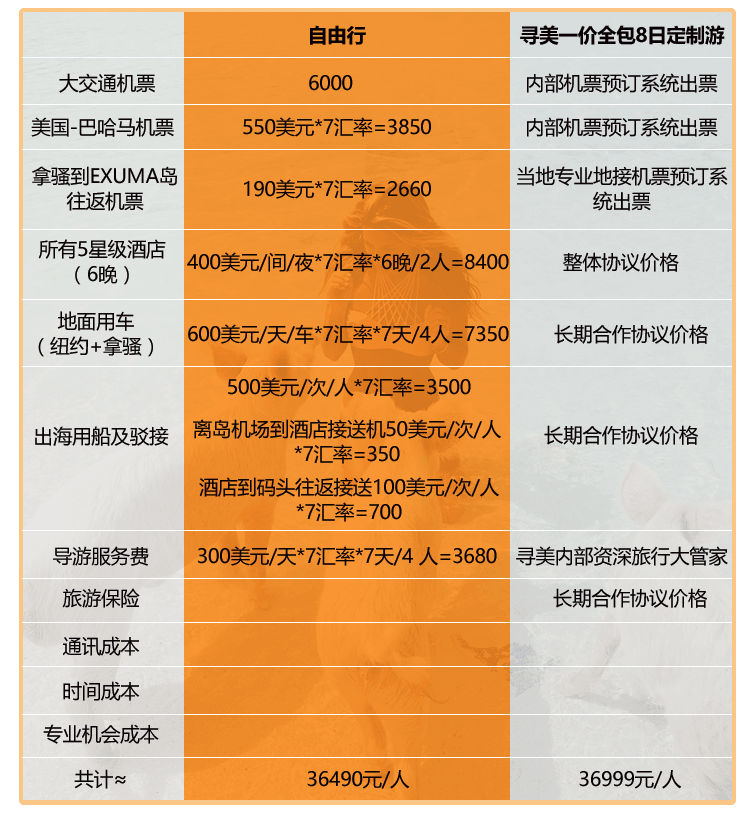 自由行
寻美一价全包8日定制游
大交通机票
6000
内部机票预订系统出票
美国-巴哈马机票
550美元*7汇率=3850
内部机票预订系统出票
拿骚到EXUMA岛
往返机票
190美元*7汇率=2660
当地专业地接机票预订系
统出票
所有5星级酒店
（6晚）
400美元/间/夜*7汇率*6晚/2人=8400
整体协议价格
地面用车
（纽约+拿骚）
600美元/天/车*7汇率*7天/4人=7350
长期合作协议价格
出海用船及驳接
500美元/次/人*7汇率=3500
离岛机场到酒店接送机50美元/次/人
*7汇率=350
酒店到码头往返接送100美元/次/人
*7汇率=700
长期合作协议价格
导游服务费
300美元/天*7汇率*7天/4 人=3680
寻美内部资深旅行大管家
旅游保险
长期合作协议价格
通讯成本
时间成本
专业机会成本
共计≈
36490元/人
36999元/人